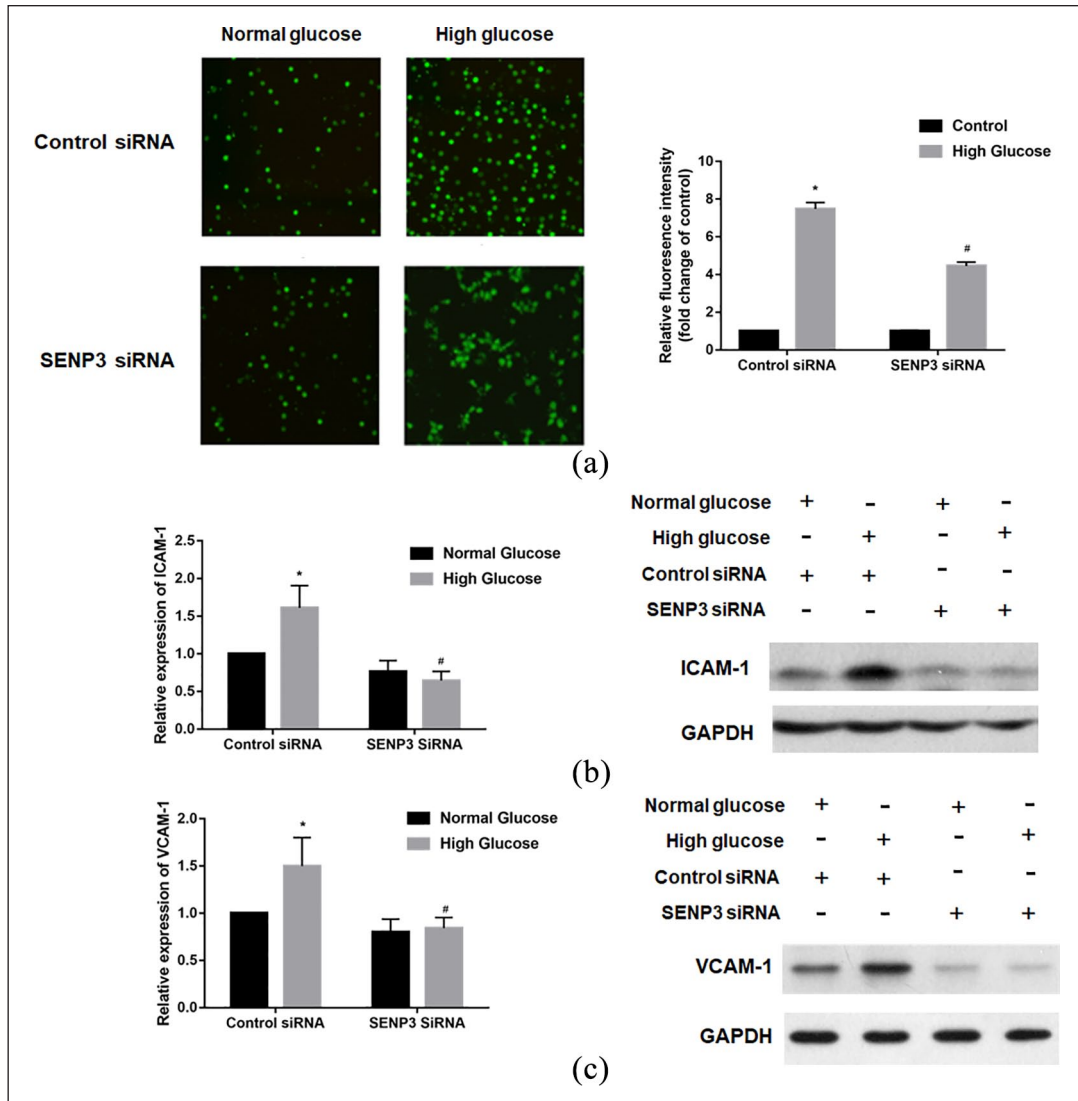 Normal glucose High glucose
Control siRNA
SENP3 siRNA
Control
High Glucose
Relative fluoresence intensity
(fold change of control)
10
8
6
4
2
0
*
#
Control siRNA SENP3 siRNA
(a)
Relative expression of ICAM-1
2.5
2.0
1.5
1.0
0.5
0.0
*
#
Normal Glucose
High Glucose
Control siRNA SENP3 SiRNA
Normal glucose + - + -
High glucose - + - +
Control siRNA + + - -
SENP3 siRNA - - + +
ICAM-1
GAPDH
(b)
Relative expression of VCAM-1
2.0
1.5
1.0
0.5
0.0
*
#
Normal Glucose
High Glucose
Control siRNA SENP3 SiRNA
Normal glucose + - + -
High glucose - + - +
Control siRNA + + - -
SENP3 siRNA - - + +
VCAM-1
GAPDH
(c)